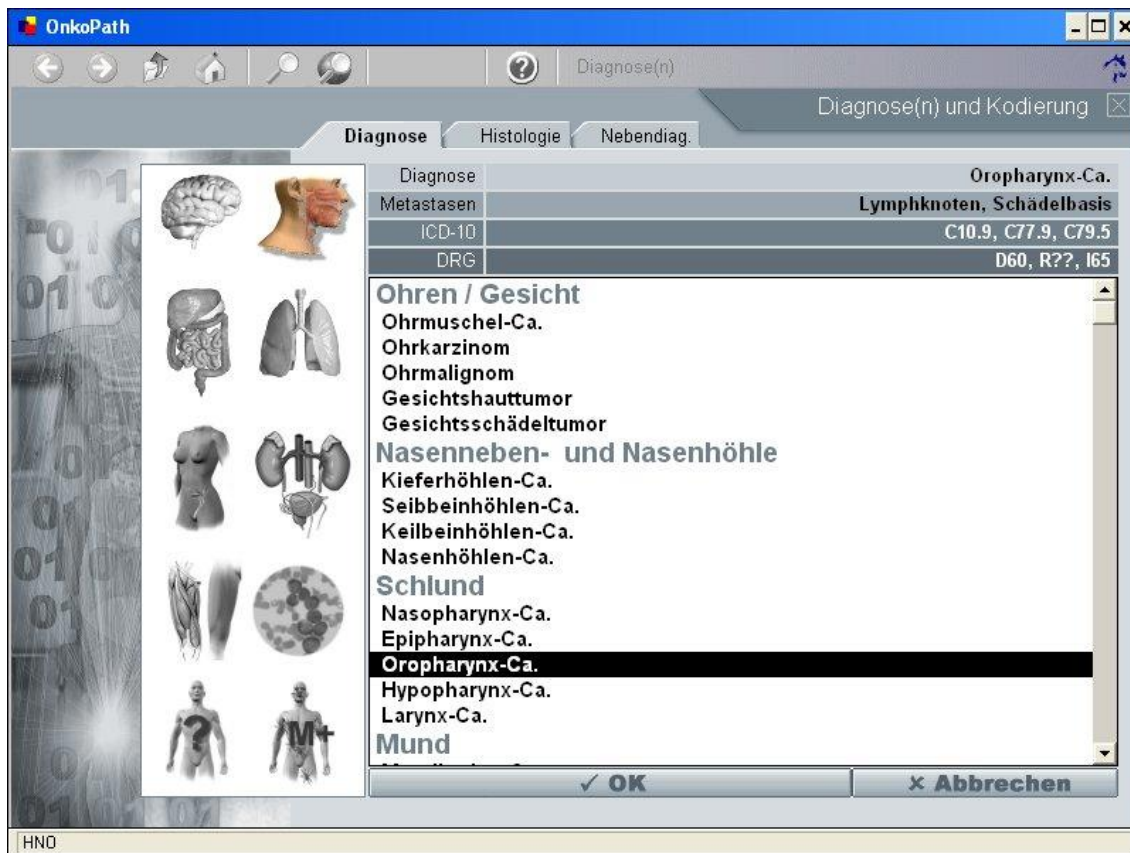 OnkoPath
Diagnose(n)
Diagnose(n) und Kodierung
Diagnose Histologie Nebendiag.
Diagnose Oropharynx-Ca.
Metastasen Lymphknoten, Schädelbasis
ICD-10 C10.9, C77.9, C79.5
DRG D60, R??, I65
Ohren / Gesicht
Ohrmuschel-Ca.
Ohrkarzinom
Ohrmalignom
Gesichtshauttumor
Gesichtsschädeltumor
Nasenneben- und Nasenhöhle
Kieferhöhlen-Ca.
Seibbeinhöhlen-Ca.
Keilbeinhöhlen-Ca.
Nasenhöhlen-Ca.
Schlund
Nasopharynx-Ca.
Epipharynx-Ca.
Oropharynx-Ca.
Hypopharynx-Ca.
Larynx-Ca.
Mund
? M+
OK Abbrechen
HNO